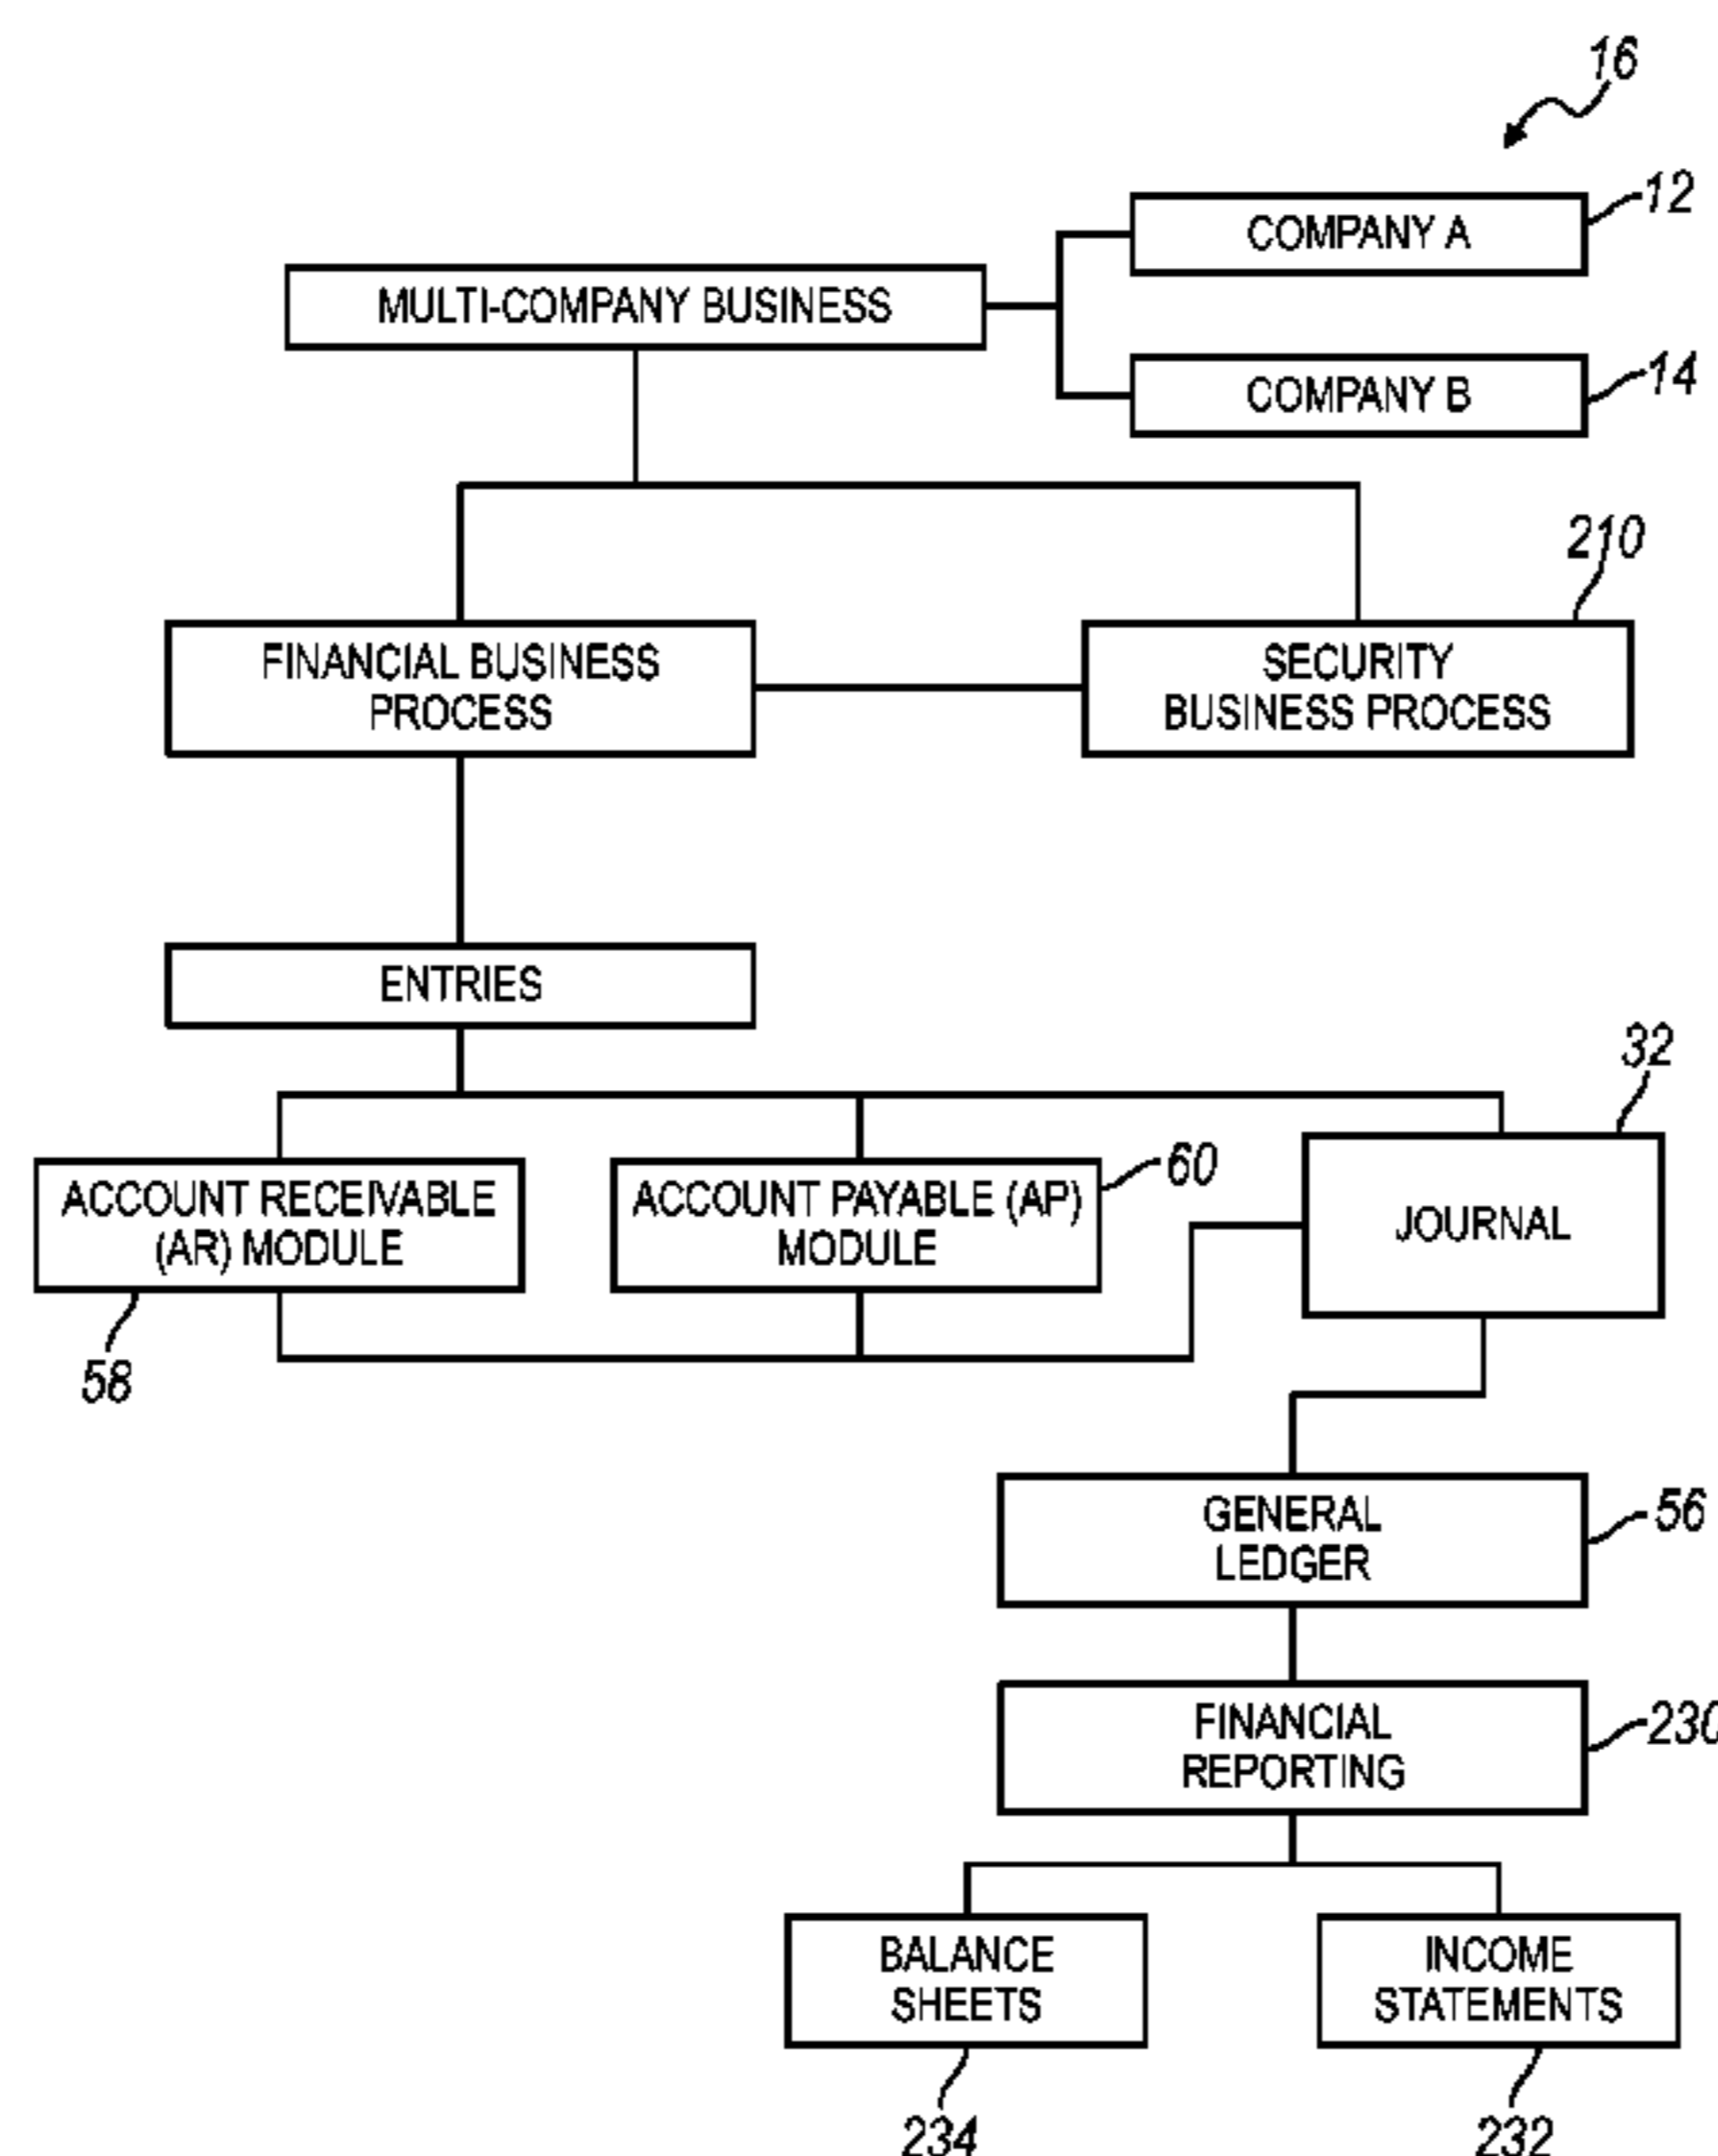 16
COMPANY A
12
MULTI-COMPANY BUSINESS
COMPANY B
14
210
FINANCIAL BUSINESS
PROCESS
SECURITY
BUSINESS PROCESS
ENTRIES
32
ACCOUNT RECEIVABLE
(AR) MODULE
58
ACCOUNT PAYABLE (AP)
MODULE
60
JOURNAL
GENERAL
LEDGER
56
FINANCIAL
REPORTING
230
BALANCE
SHEETS
INCOME
STATEMENTS
234
232